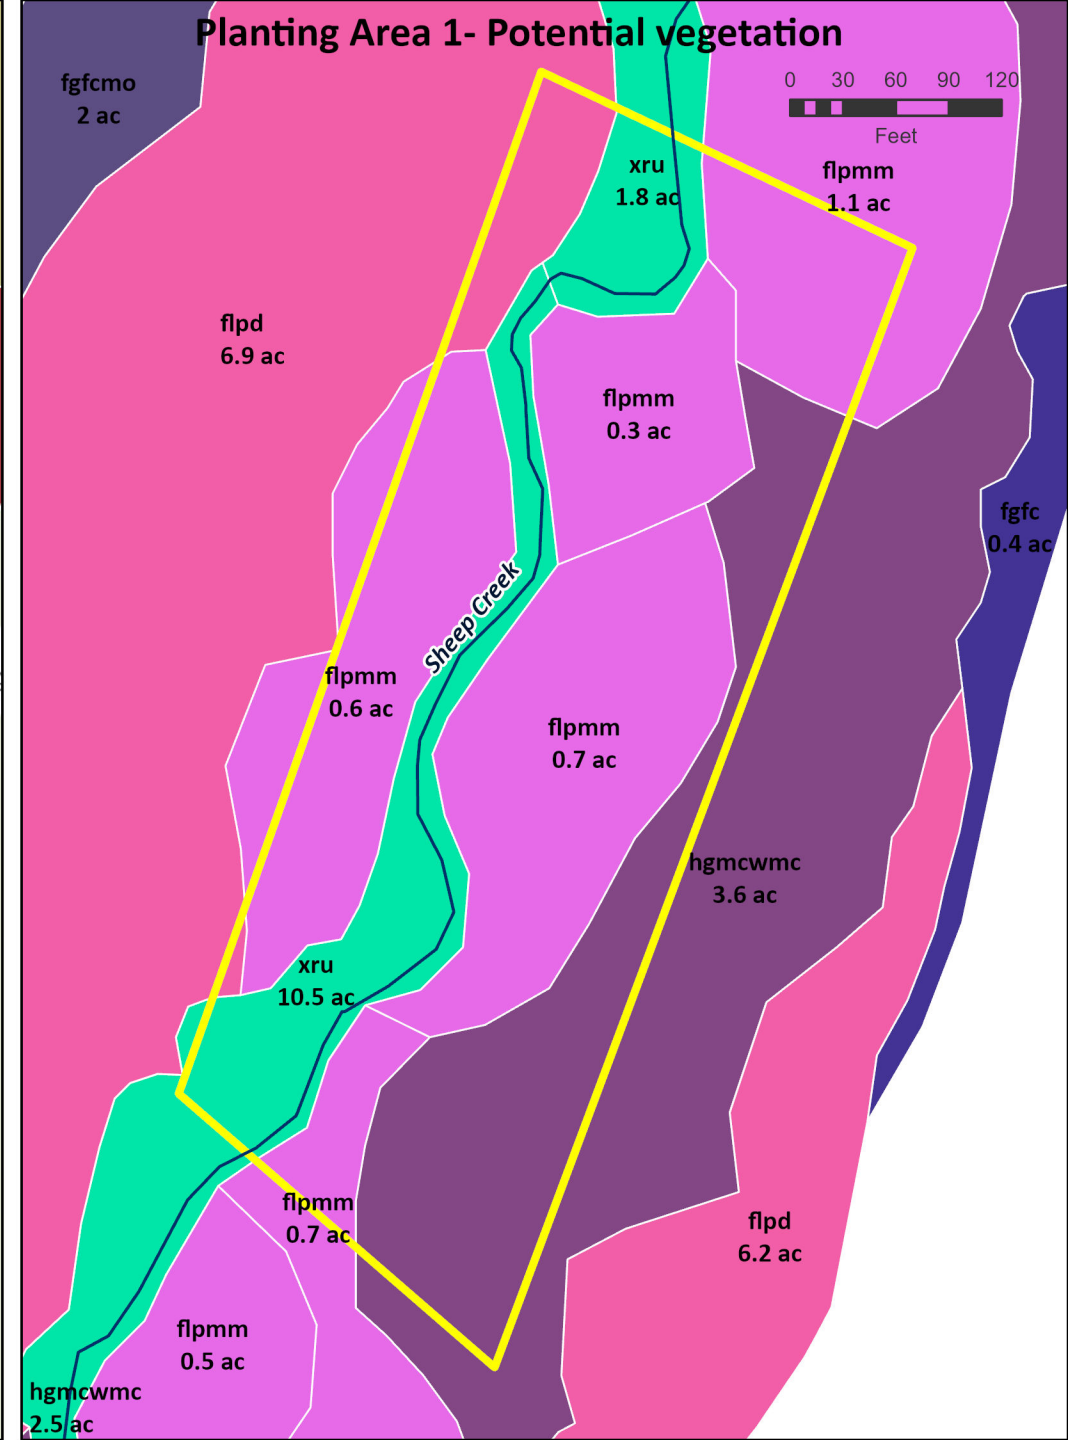 Planting Area 1- Potential vegetation
fgfcmo
2 ac
0 30 60 90 120
Feet
xru
1.8 ac
flpmm
1.1 ac
flpd
6.9 ac
flpmm
0.3 ac
fgfc
0.4 ac
Sheep Creek
flpmm
0.6 ac
flpmm
0.7 ac
hgmcwmc
3.6 ac
xru
10.5 ac
flpmm
0.7 ac
flpd
6.2 ac
flpmm
0.5 ac
hgmcwmc
2.5 ac